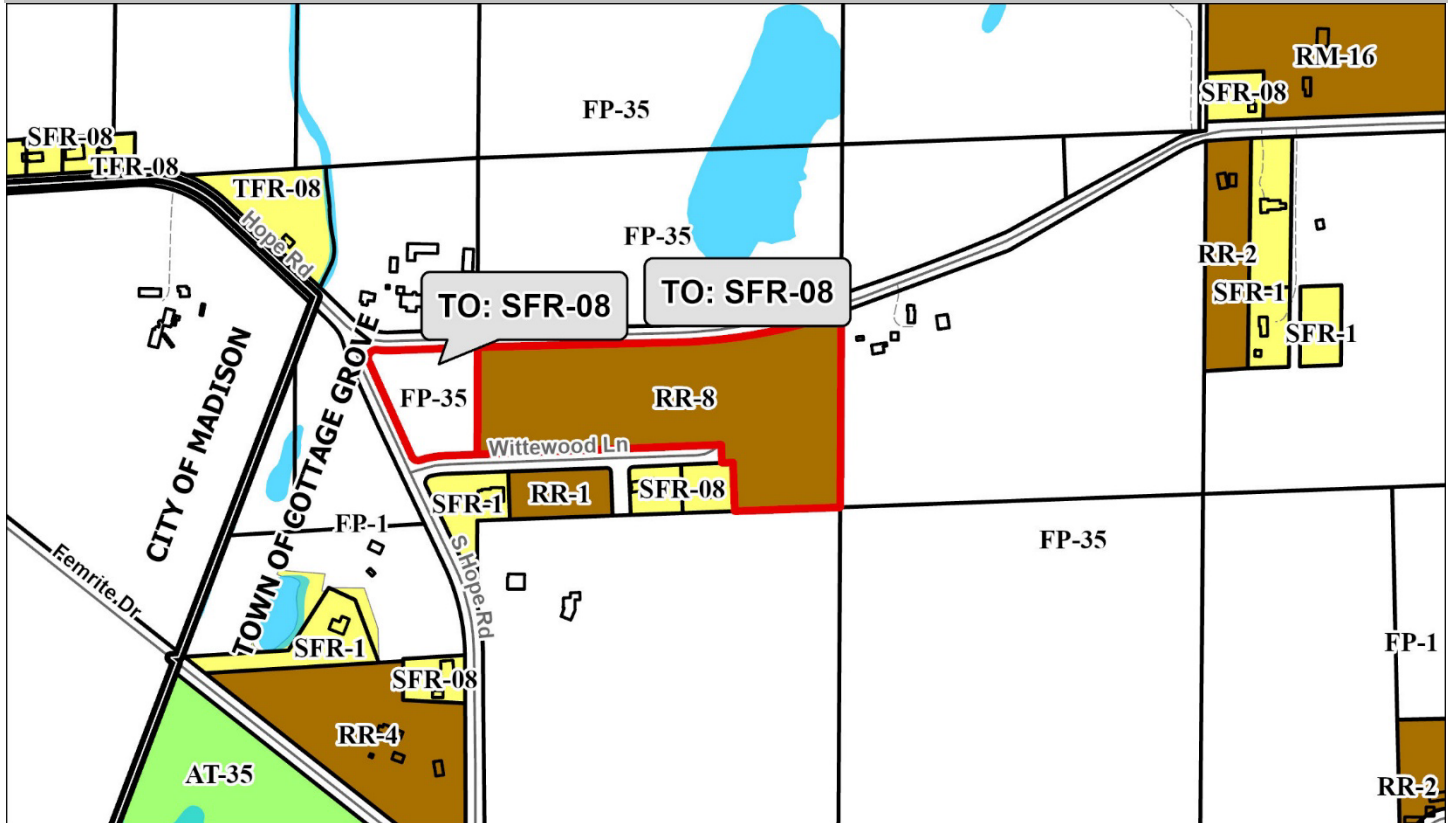 RM-16
SFR-08
FP-35
SFR-08
TFR-08
TFR-08
Hope Rd
FP-35
RR-2
SFR-1
SFR-1
TO: SFR-08
TO: SFR-08
CITY OF MADISON
TOWN OF COTTAGE GROVE
FP-35
RR-8
Wittewood Ln
SFR-1
RR-1
SFR-08
FP-1
FP-35
S Hope Rd
Femrite Dr
SFR-1
SFR-08
FP-1
RR-4
AT-35
RR-2